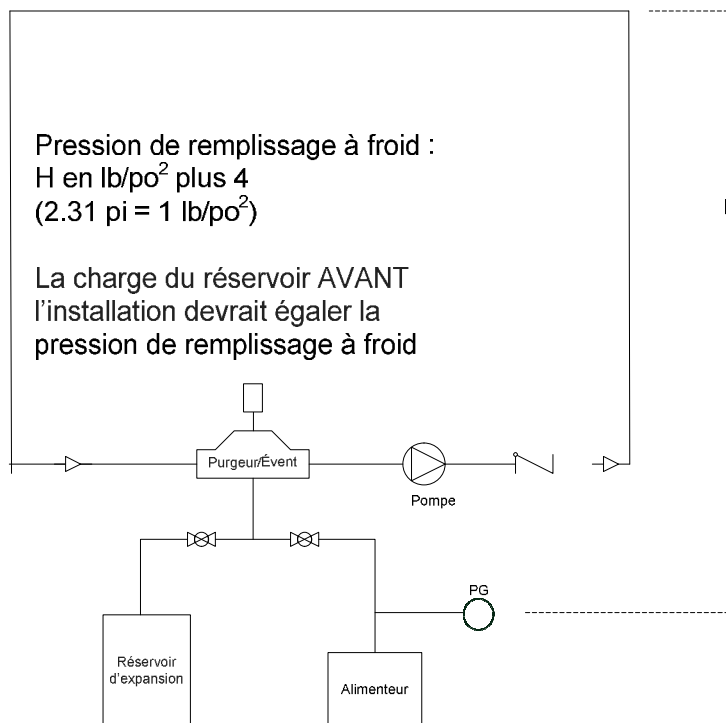 Pression de remplissage à froid :
H en lb/po² plus 4
(2.31 pi = 1 lb/po²)
La charge du réservoir AVANT
l'installation devrait égaler la
pression de remplissage à froid
Purgeur/Évent
Pompe
PG
Réservoir
d'expansion
Alimenteur